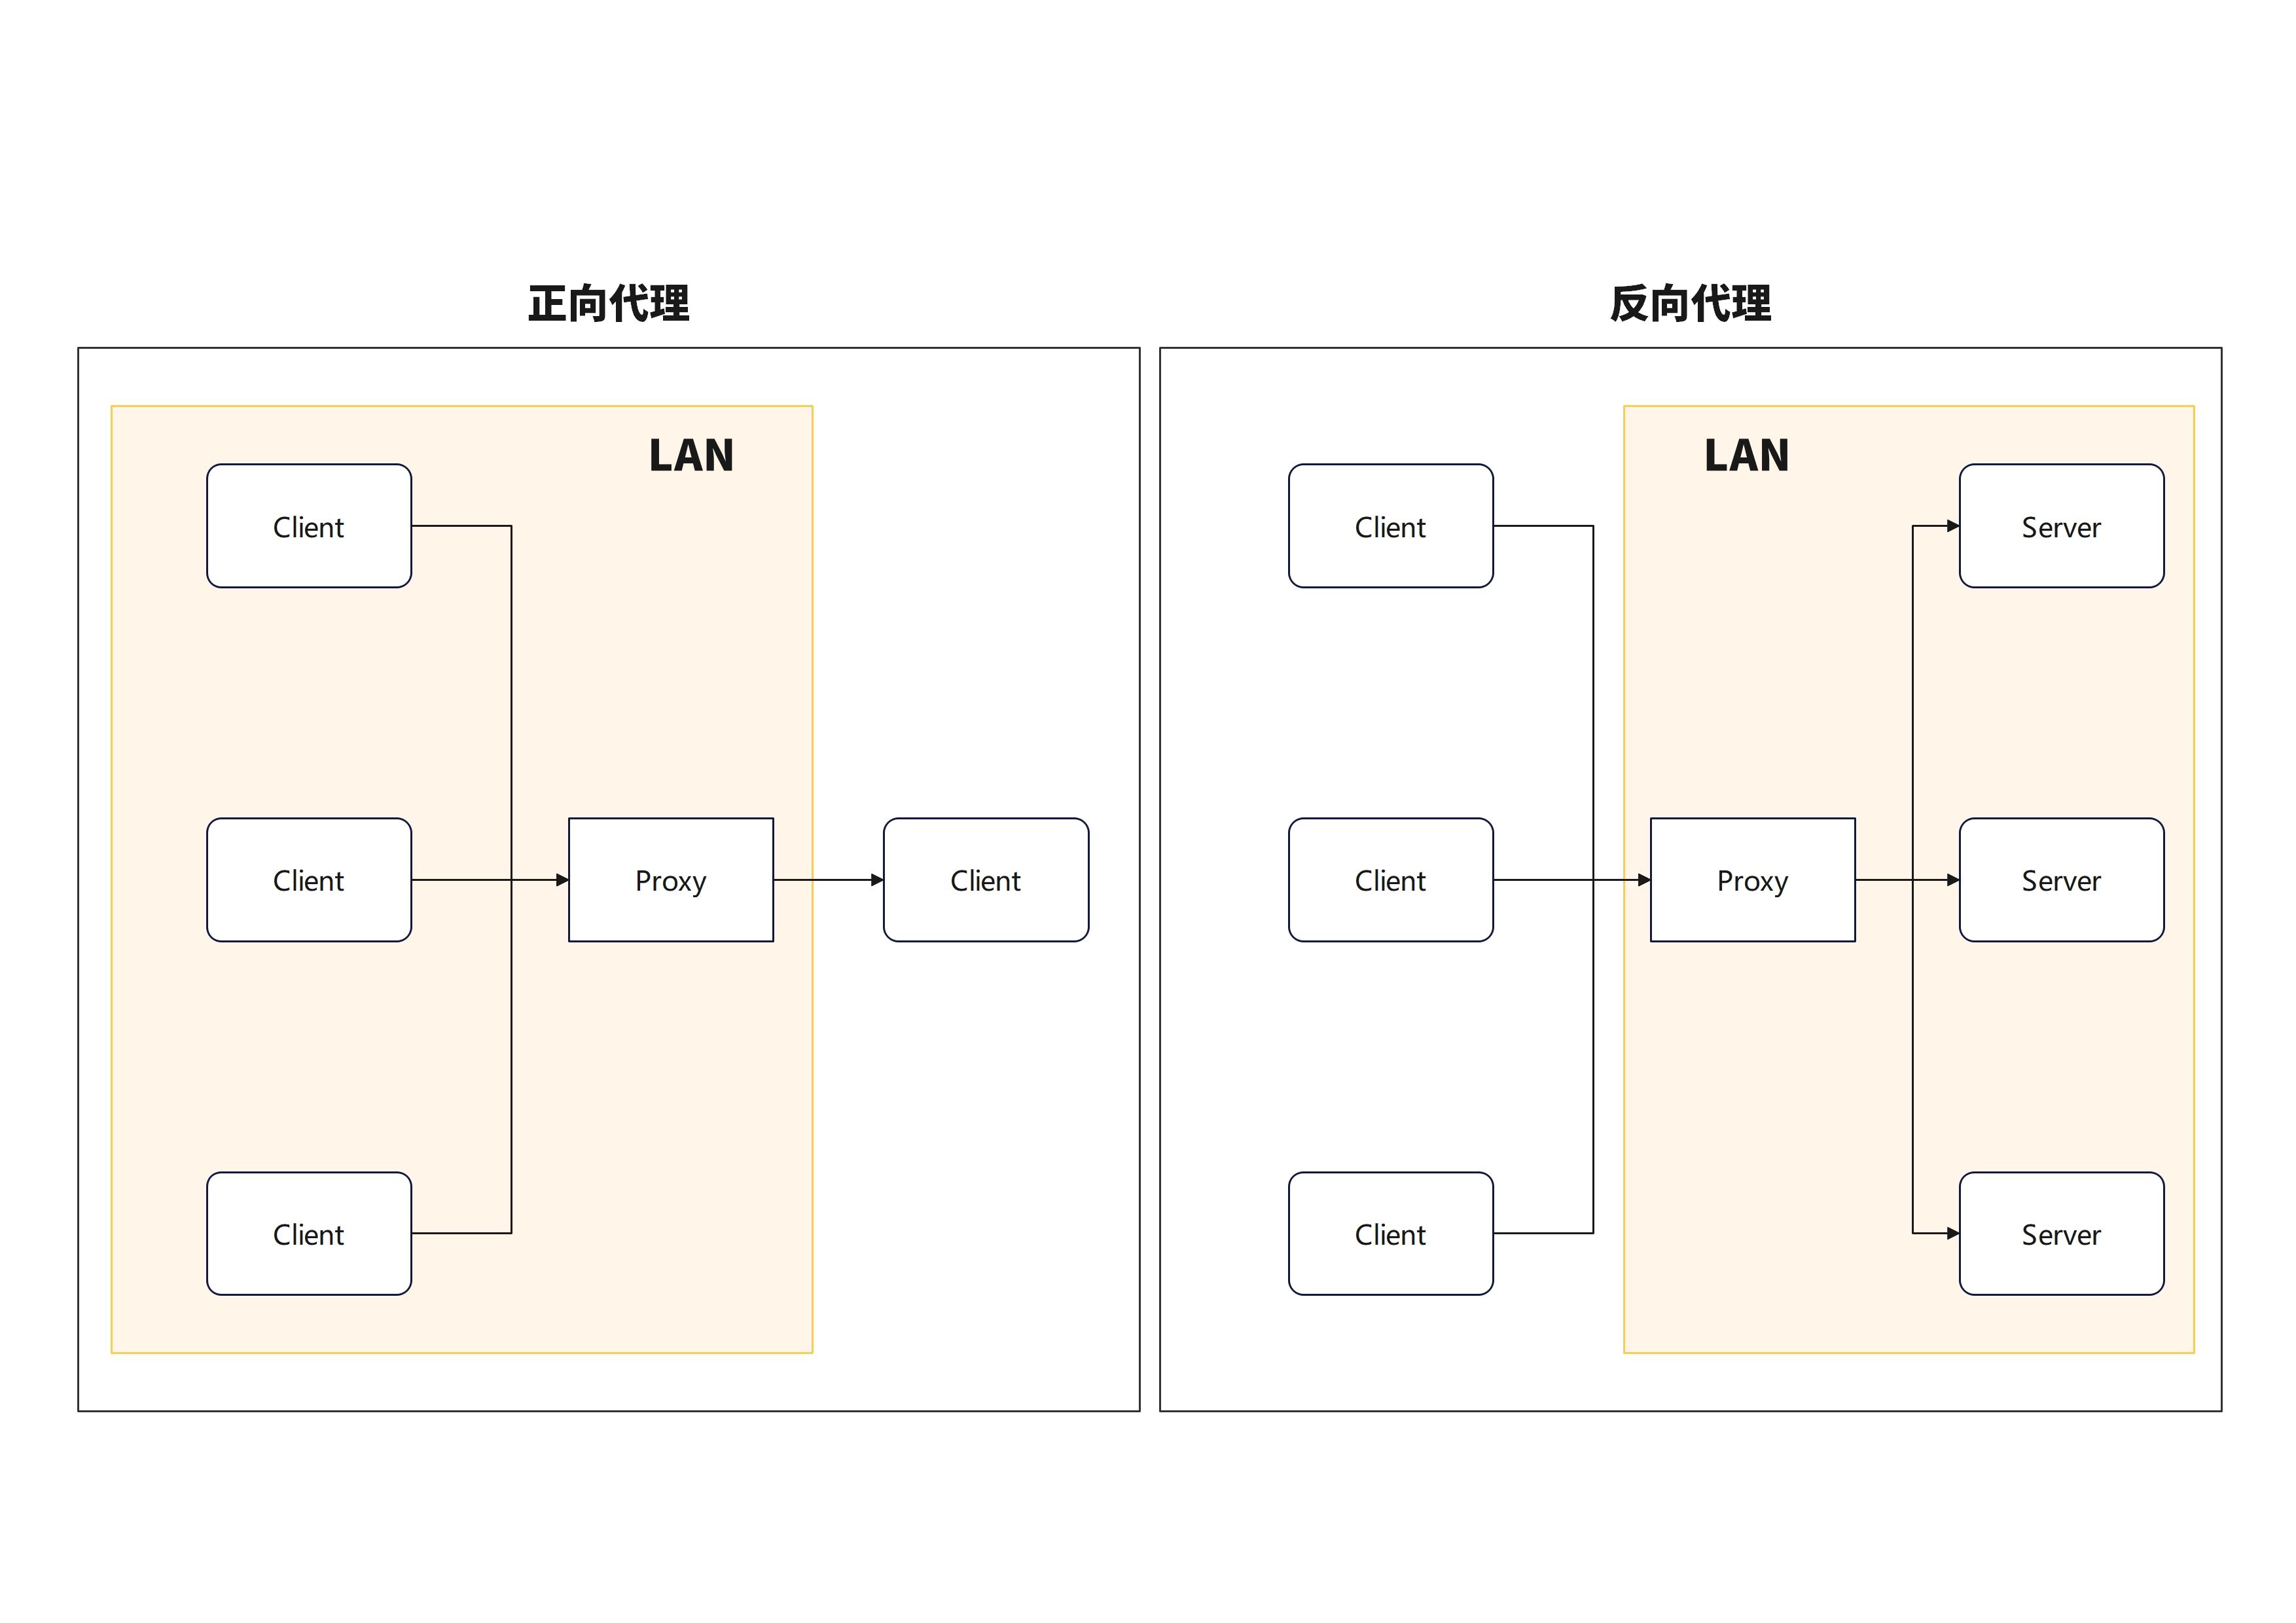 正向代理
LAN
Client
Client
Proxy
Client
Client
反向代理
LAN
Client
Server
Client
Proxy
Server
Client
Server